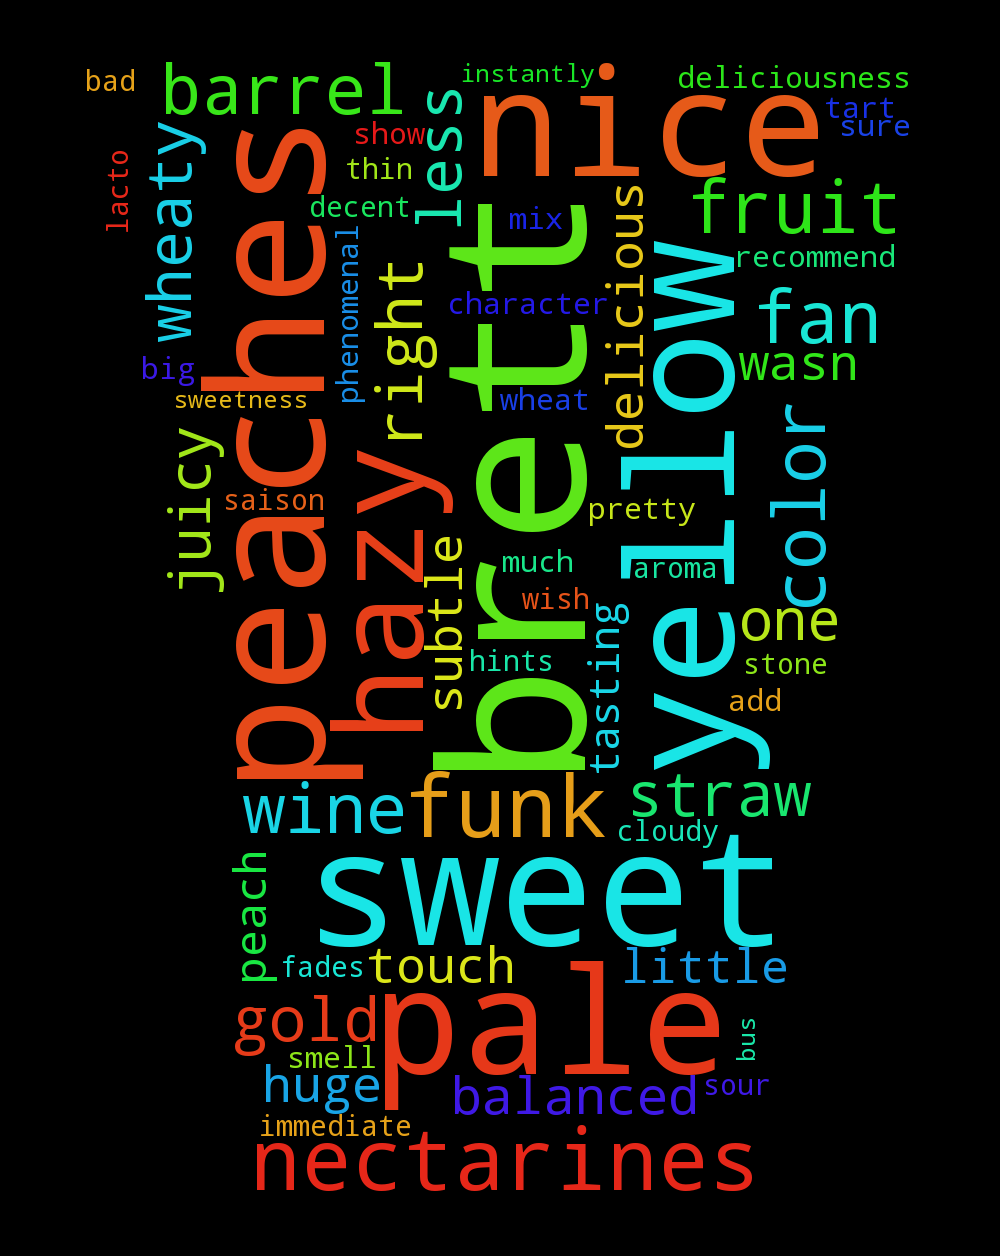 bad
barrel
instantly
nice
deliciousness
tart
sure
show
less
thin
wheaty
lacto
peaches
decent
phenomenal
right
brett
mix
delicious
fruit
recommend
yellow
character
fan
wasn
big
sweetness
wheat
juicy
saison
hazy
pretty
color
subtle
much
aroma
wish
tasting
one
hints
stone
add
wine
funk
straw
cloudy
sweet
peach
fades
touch
little
gold
pale
bus
smell
huge
balanced
sour
immediate
nectarines